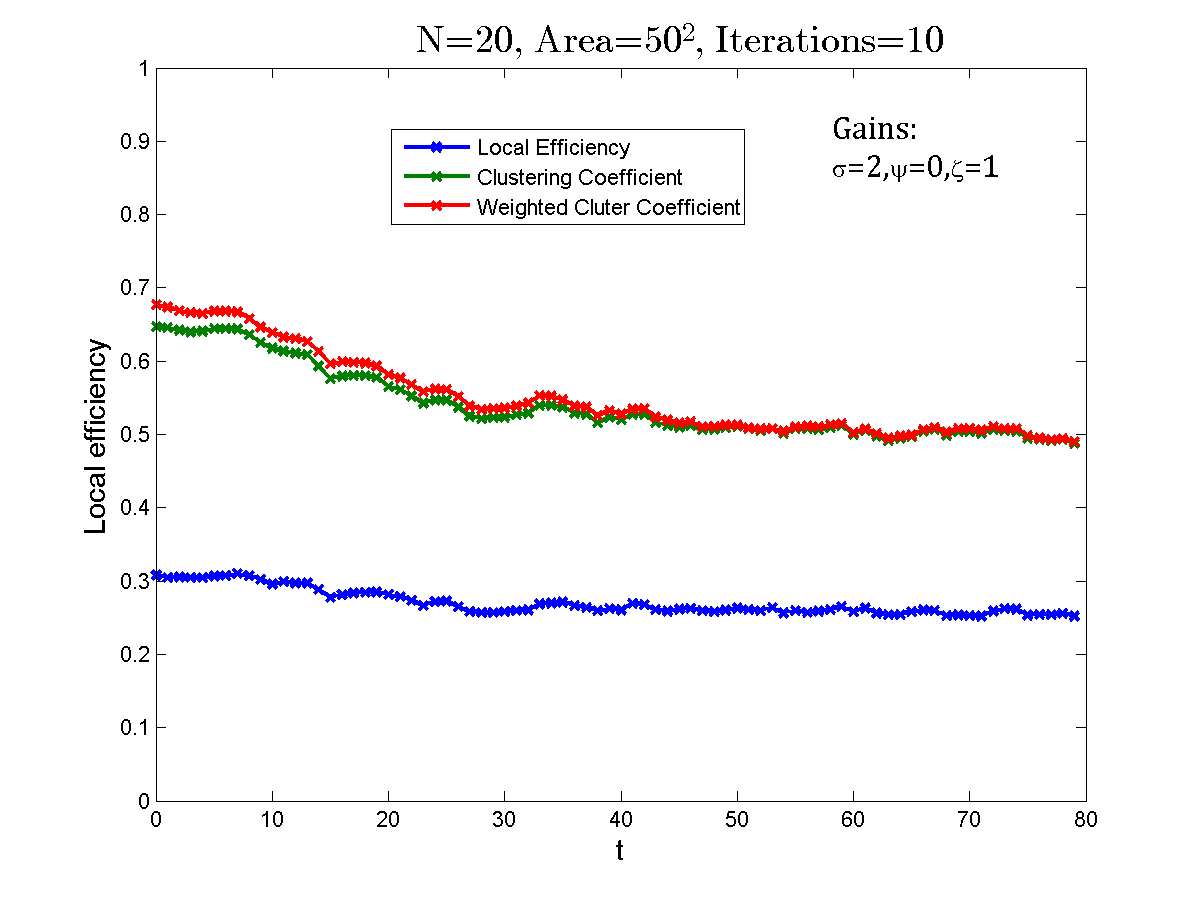 N=20, Area=50², Iterations=10
Gains:
σ=2,ψ=0,ζ=1
Local Efficiency
Clustering Coefficient
Weighted Cluter Coefficient
Local efficiency
1
0.9
0.8
0.7
0.6
0.5
0.4
0.3
0.2
0.1
0
0 10 20 30 40 50 60 70 80
t